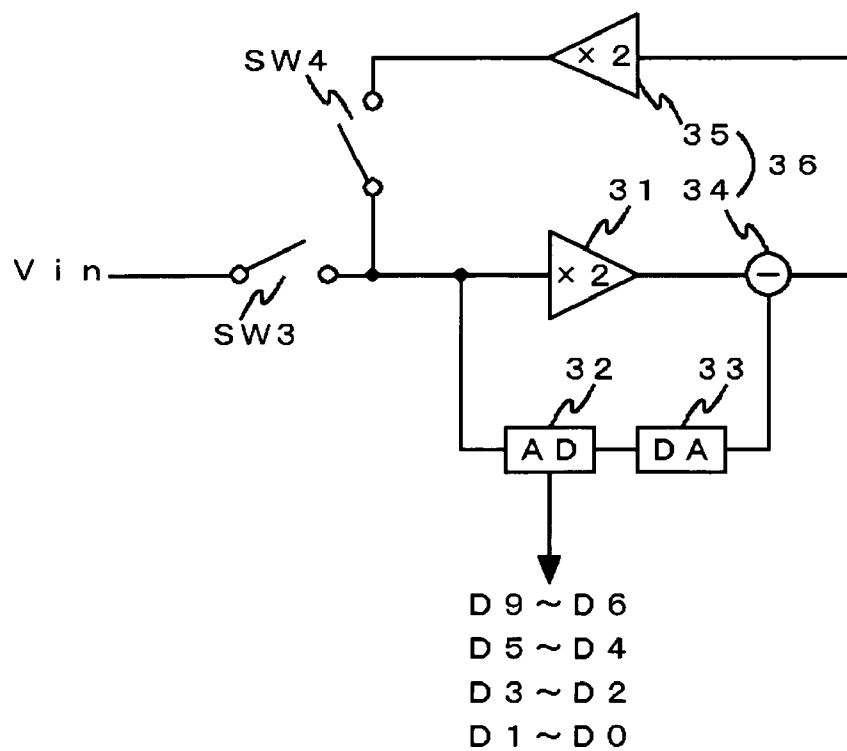 SW4
×2
35
36
31
34
Vin
×2
−
SW3
32
33
AD
DA
D9～D6
D5～D4
D3～D2
D1～D0